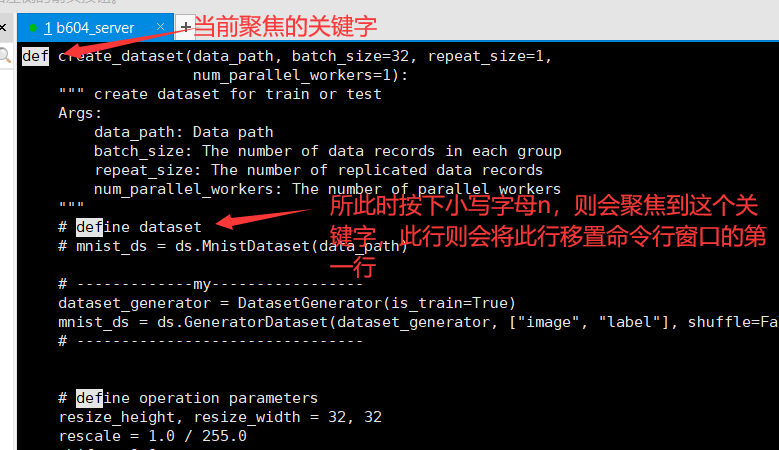 1 b604_server
当前聚焦的关键字
def create_dataset(data_path, batch_size=32, repeat_size=1,
num_parallel_workers=1):
""" create dataset for train or test
Args:
data_path: Data path
batch_size: The number of data records in each group
repeat_size: The number of replicated data records
num_parallel_workers: The number of parallel workers
"""
所此时按下小写字母n，则会聚焦到这个关
# define dataset
键字，此行则会将此行移置命令行窗口的第
# mnist_ds = ds.MnistDataset(data_path)
一行
# -------------my-----------------
dataset_generator = DatasetGenerator(is_train=True)
mnist_ds = ds.GeneratorDataset(dataset_generator, ["image", "label"], shuffle=Fa
# --------------------------------
# define operation parameters
resize_height, resize_width = 32, 32
rescale = 1.0 / 255.0